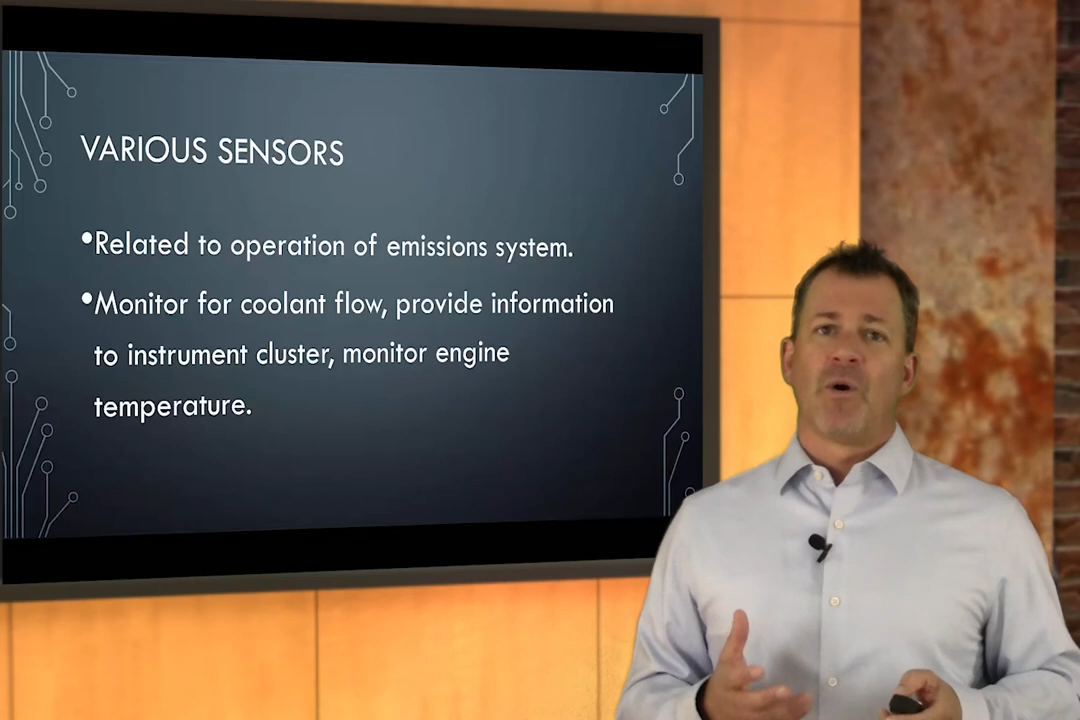 VARIOUS SENSORS
•Related to operation of emissions system.
•Monitor for coolant flow, provide information
to instrument cluster, monitor engine
temperature.